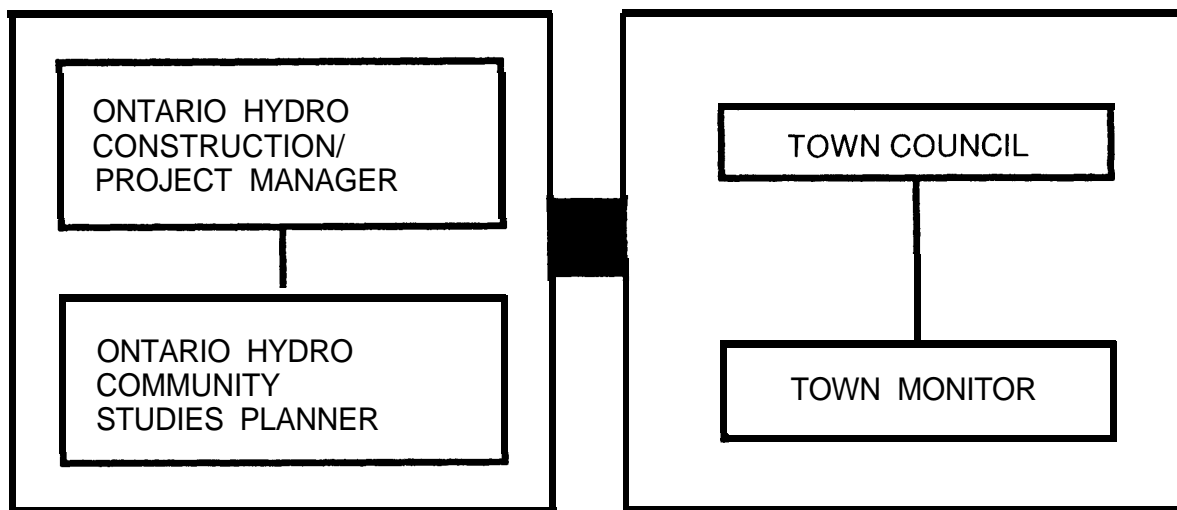 ONTARIO HYDRO
CONSTRUCTION/
PROJECT MANAGER
ONTARIO HYDRO
COMMUNITY
STUDIES PLANNER
TOWN COUNCIL
TOWN MONITOR